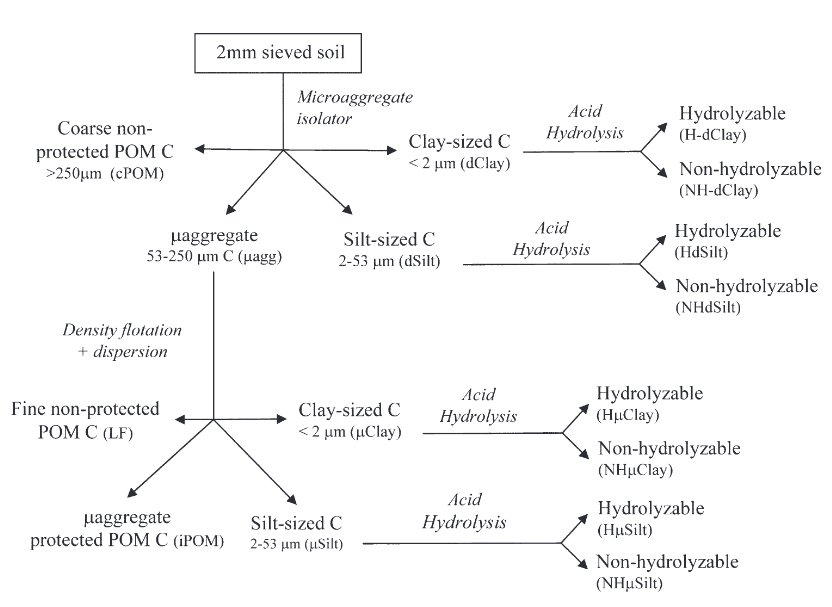 2mm sieved soil
Microaggregate
isolator
Coarse non-
protected POM C
>250μm (cPOM)
Clay-sized C
< 2 μm (dClay)
Acid
Hydrolysis
Hydrolyzable
(H-dClay)
Non-hydrolyzable
(NH-dClay)
μaggregate
53-250 μm C (μagg)
Silt-sized C
2-53 μm (dSilt)
Acid
Hydrolysis
Hydrolyzable
(HdSilt)
Non-hydrolyzable
(NHdSilt)
Density flotation
+ dispersion
Fine non-protected
POM C (LF)
Clay-sized C
< 2 μm (μClay)
Acid
Hydrolysis
Hydrolyzable
(HμClay)
Non-hydrolyzable
(NHμClay)
μaggregate
protected POM C (iPOM)
Silt-sized C
2-53 μm (μSilt)
Acid
Hydrolysis
Hydrolyzable
(HμSilt)
Non-hydrolyzable
(NHμSilt)